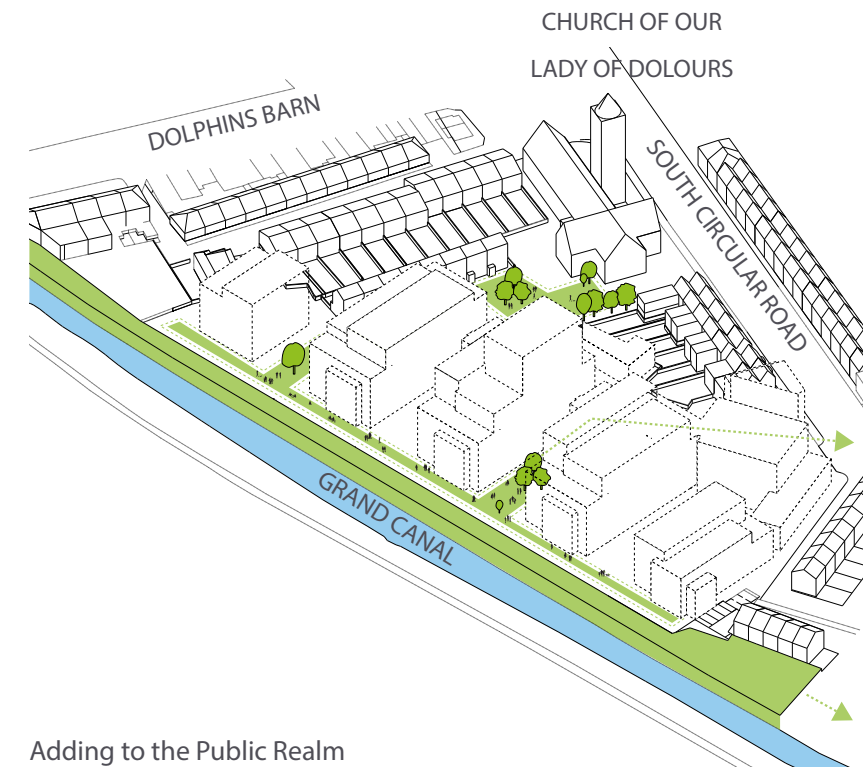 CHURCH OF OUR
LADY OF DOLOURS
DOLPHINS BARN
SOUTH CIRCULAR ROAD
GRAND CANAL
Adding to the Public Realm